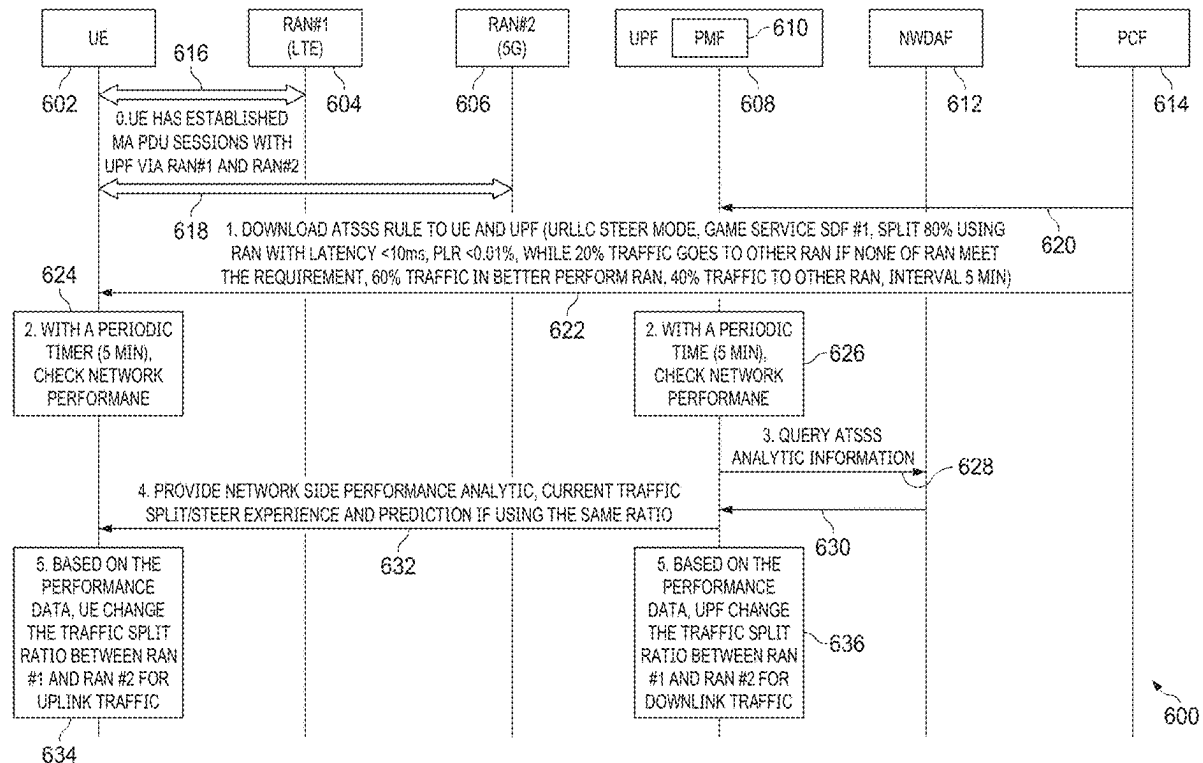 UE
RAN#1
(LTE)
RAN#2
(5G)
UPF
PMF
610
NWDAF
PCF
616
602
604
606
608
612
614
0.UE HAS ESTABLISHED
MA PDU SESSIONS WITH
UPF VIA RAN#1 AND RAN#2
618
620
1. DOWNLOAD ATSSS RULE TO UE AND UPF (URLLC STEER MODE, GAME SERVICE SDF #1, SPLIT 80% USING
RAN WITH LATENCY <10ms, PLR <0.01%, WHILE 20% TRAFFIC GOES TO OTHER RAN IF NONE OF RAN MEET
THE REQUIREMENT, 60% TRAFFIC IN BETTER PERFORM RAN. 40% TRAFFIC TO OTHER RAN, INTERVAL 5 MIN)
624
622
2. WITH A PERIODIC
TIMER (5 MIN),
CHECK NETWORK
PERFORMANE
2. WITH A PERIODIC
TIME (5 MIN),
CHECK NETWORK
PERFORMANE
626
3. QUERY ATSSS
ANALYTIC INFORMATION
628
4. PROVIDE NETWORK SIDE PERFORMANCE ANALYTIC, CURRENT TRAFFIC
SPLIT/STEER EXPERIENCE AND PREDICTION IF USING THE SAME RATIO
632
630
5. BASED ON THE
PERFORMANCE
DATA, UE CHANGE
THE TRAFFIC SPLIT
RATIO BETWEEN RAN
#1 AND RAN #2 FOR
UPLINK TRAFFIC
634
5. BASED ON THE
PERFORMANCE
DATA, UPF CHANGE
THE TRAFFIC SPLIT
RATIO BETWEEN RAN
#1 AND RAN #2 FOR
DOWNLINK TRAFFIC
636
600